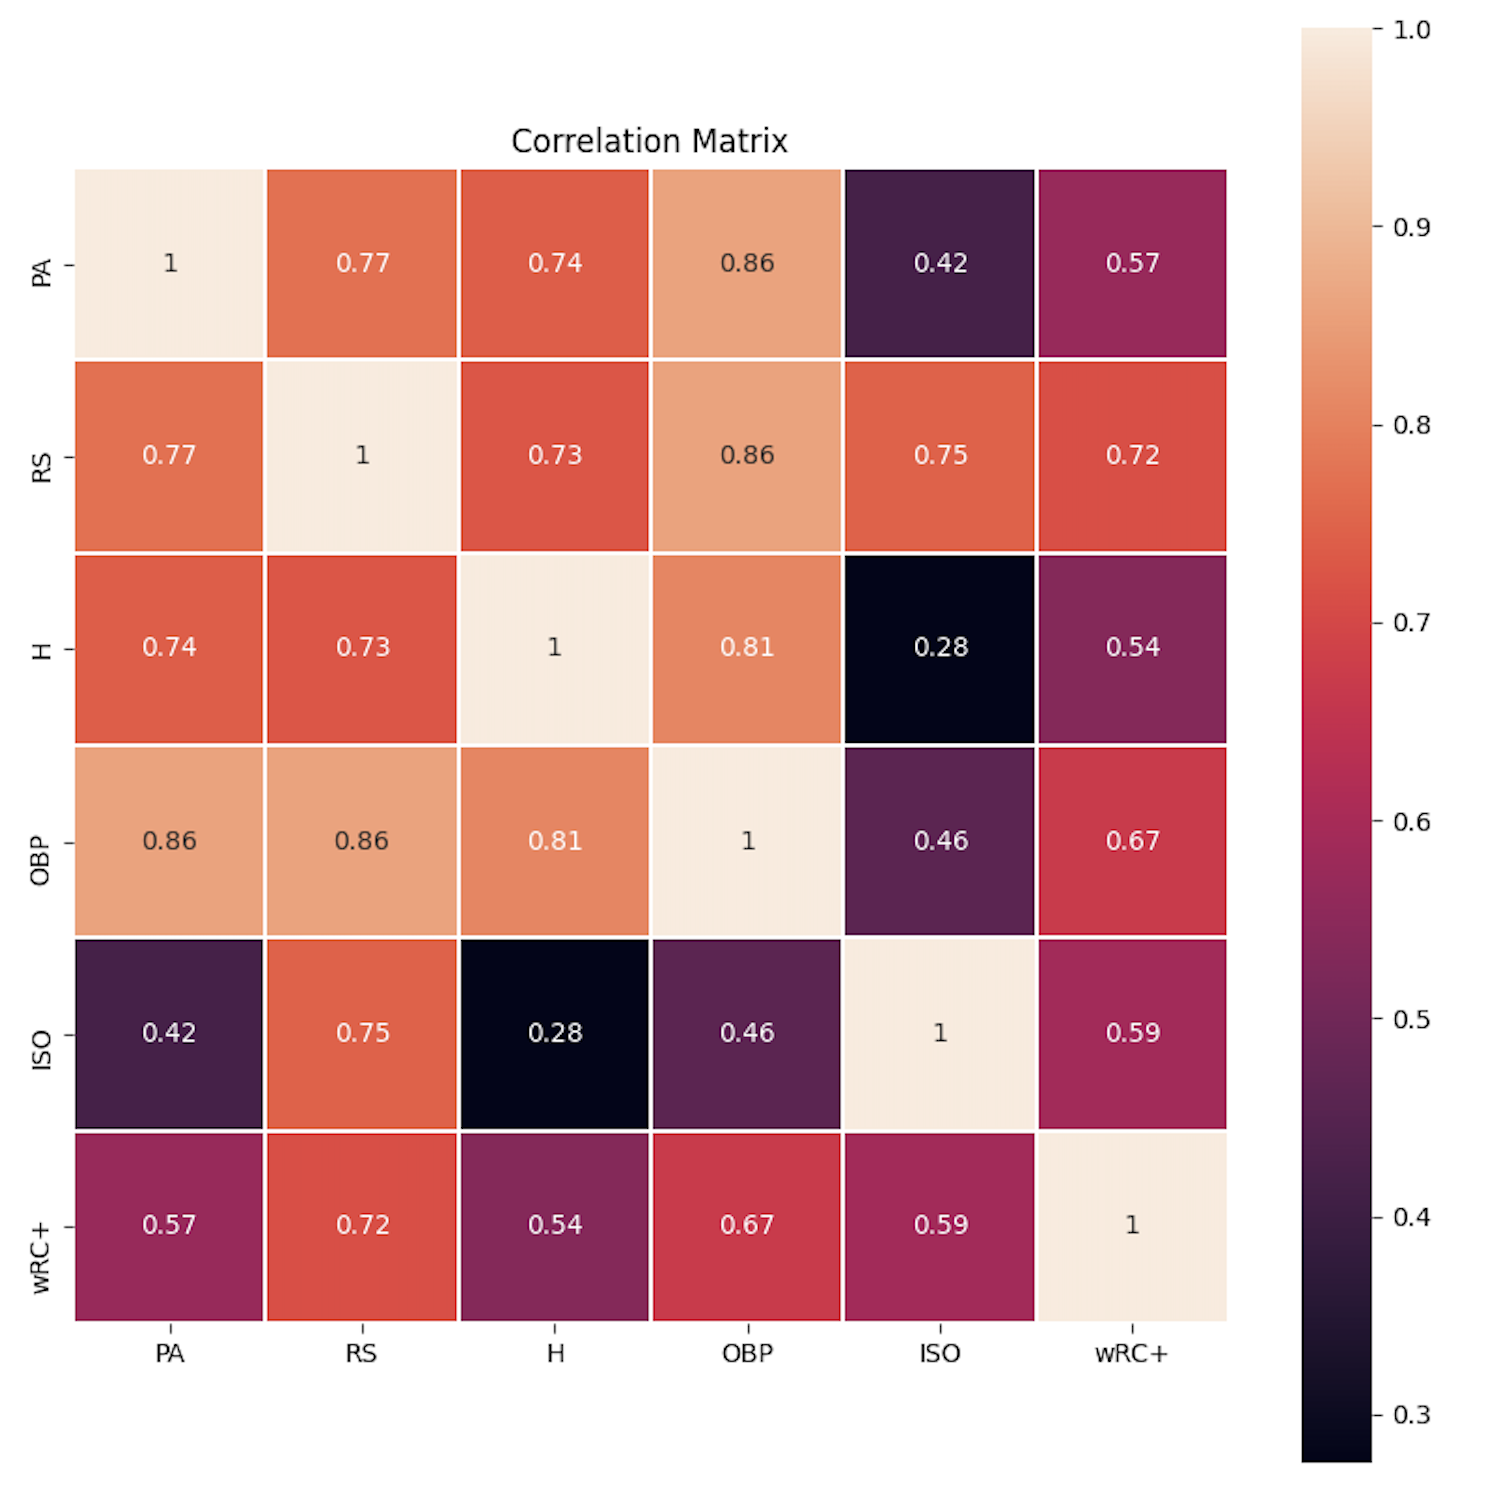 Correlation Matrix
PA 1 0.77 0.74 0.86 0.42 0.57
RS 0.77 1 0.73 0.86 0.75 0.72
H 0.74 0.73 1 0.81 0.28 0.54
OBP 0.86 0.86 0.81 1 0.46 0.67
ISO 0.42 0.75 0.28 0.46 1 0.59
wRC+ 0.57 0.72 0.54 0.67 0.59 1
PA RS H OBP ISO wRC+
1.0
0.9
0.8
0.7
0.6
0.5
0.4
0.3